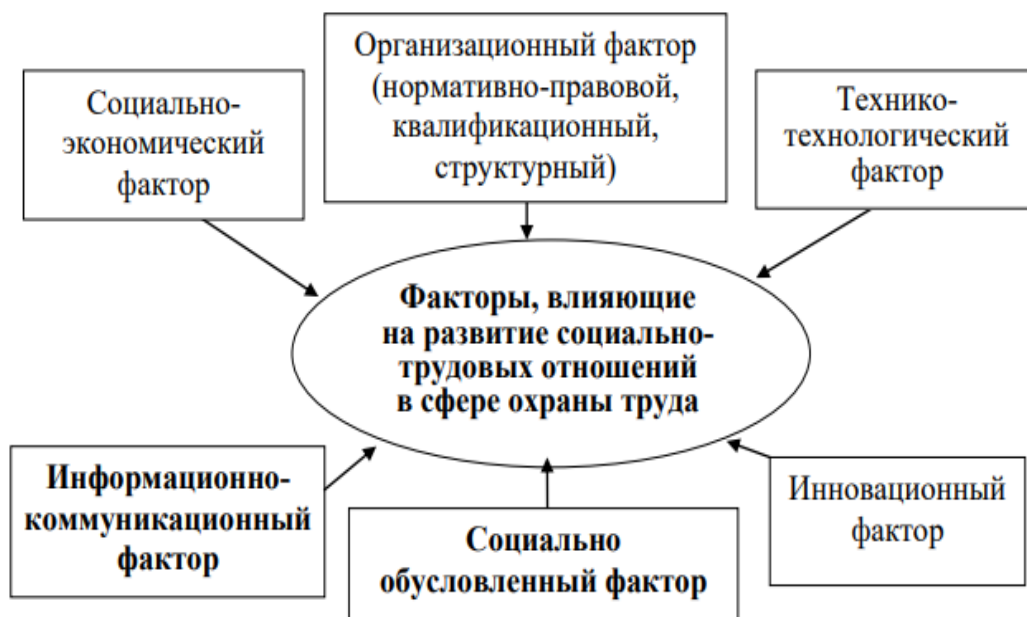 Социально-
экономический
фактор
Организационный фактор
(нормативно-правовой,
квалификационный,
структурный)
Технико-
технологический
фактор
Факторы, влияющие
на развитие социально-
трудовых отношений
в сфере охраны труда
Информационно-
коммуникационный
фактор
Социально
обусловленный фактор
Инновационный
фактор